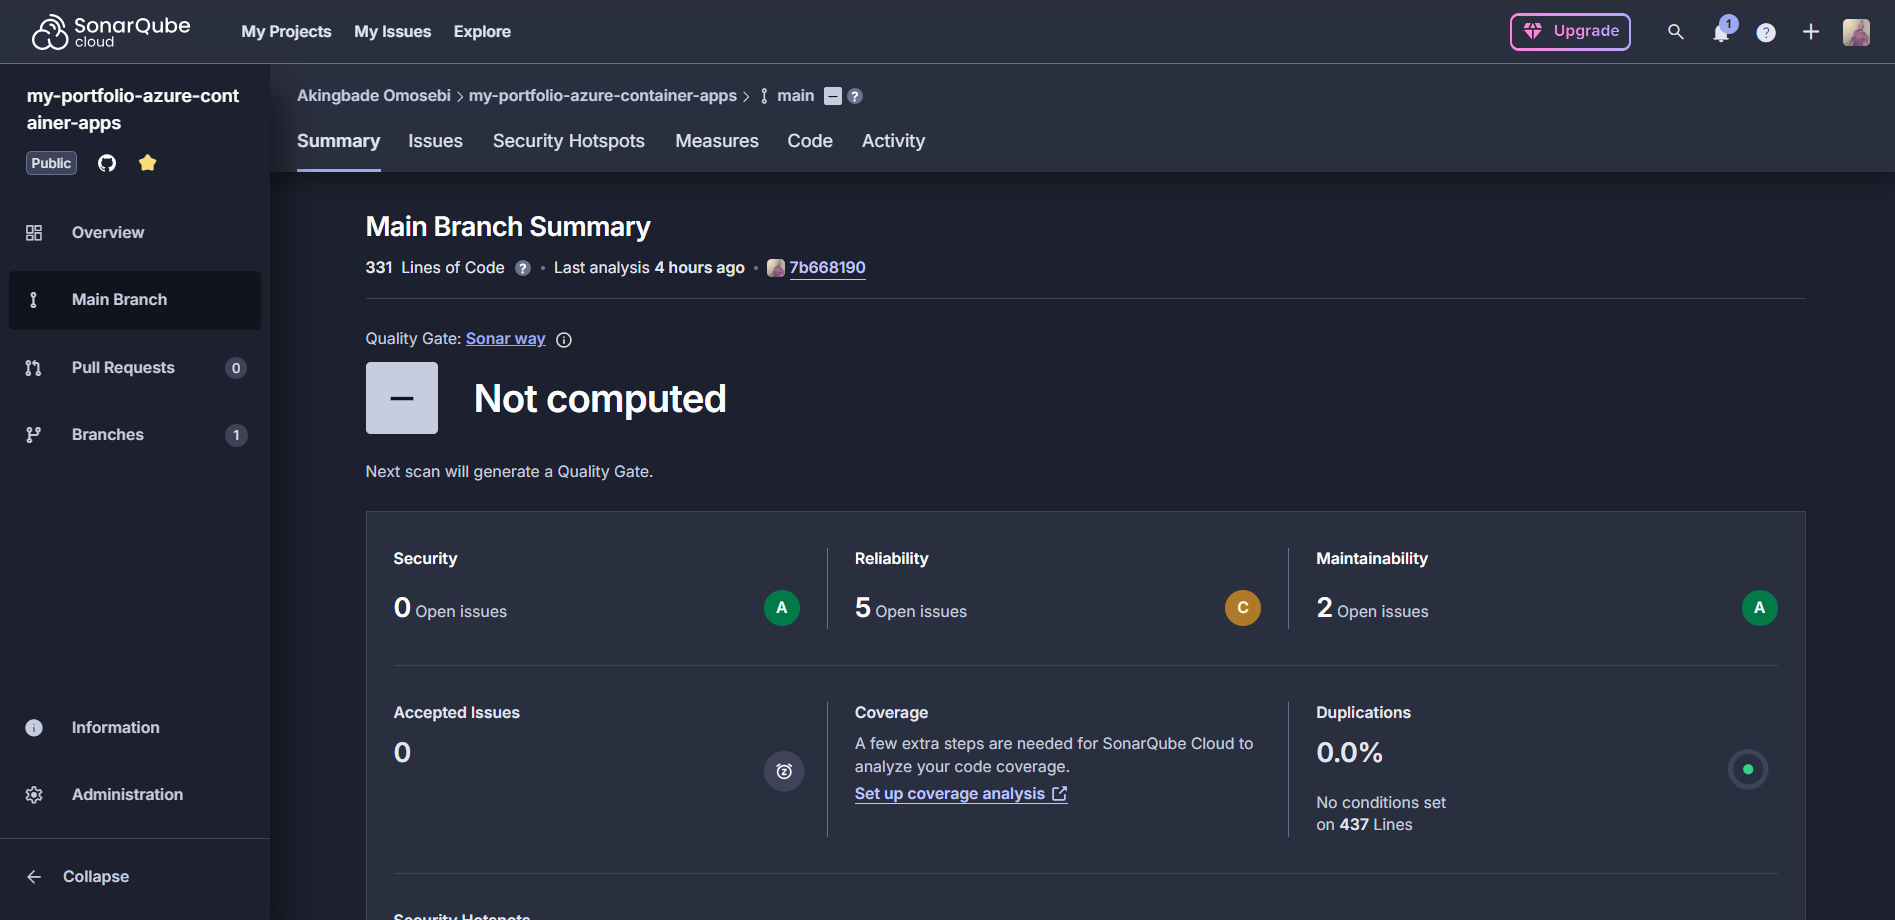 SonarQube
cloud
My Projects
My Issues
Explore
Upgrade
1
my-portfolio-azure-cont
ainer-apps
Public
Overview
Main Branch
Pull Requests
0
Branches
1
Information
Administration
Collapse
Akingbade Omosebi > my-portfolio-azure-container-apps > main
Summary
Issues
Security Hotspots
Measures
Code
Activity
Main Branch Summary
331 Lines of Code ? • Last analysis 4 hours ago • 7b668190
Quality Gate: Sonar way
Not computed
Next scan will generate a Quality Gate.
Security
0 Open issues
A
Reliability
5 Open issues
C
Maintainability
2 Open issues
A
Accepted Issues
0
Coverage
A few extra steps are needed for SonarQube Cloud to
analyze your code coverage.
Set up coverage analysis
Duplications
0.0%
No conditions set
on 437 Lines
Security Hotspots